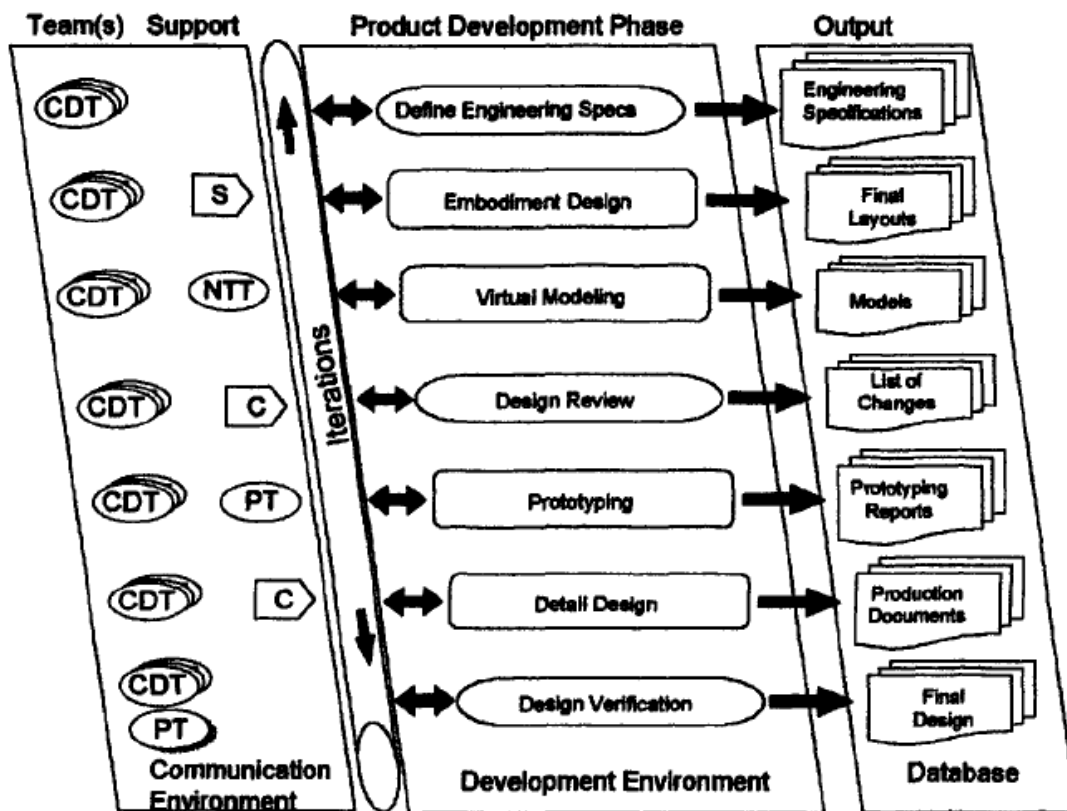 Team(s) Support Product Development Phase Output
CDT Define Engineering Specs Engineering
Specifications
CDT S Embodiment Design Final
Layouts
CDT NTT Virtual Modeling Models
Iterations
CDT C Design Review List of
Changes
CDT PT Prototyping Prototyping
Reports
CDT C Detail Design Production
Documents
CDT Design Verification Final
Design
PT
Communication
Environment
Development Environment
Database